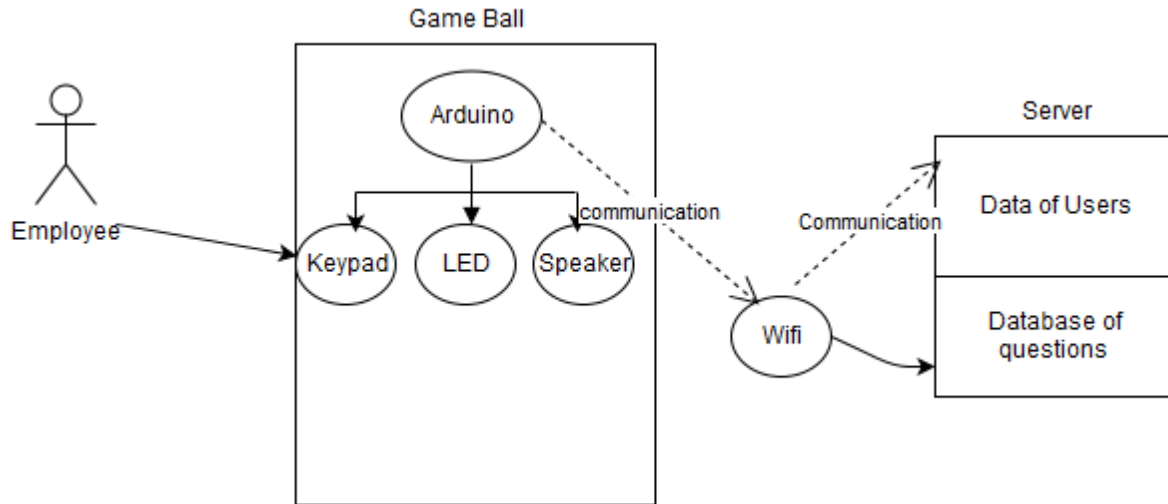 Game Ball
Arduino
Server
Employee
Keypad
LED
Speaker
communication
Communication
Data of Users
Wifi
Database of
questions